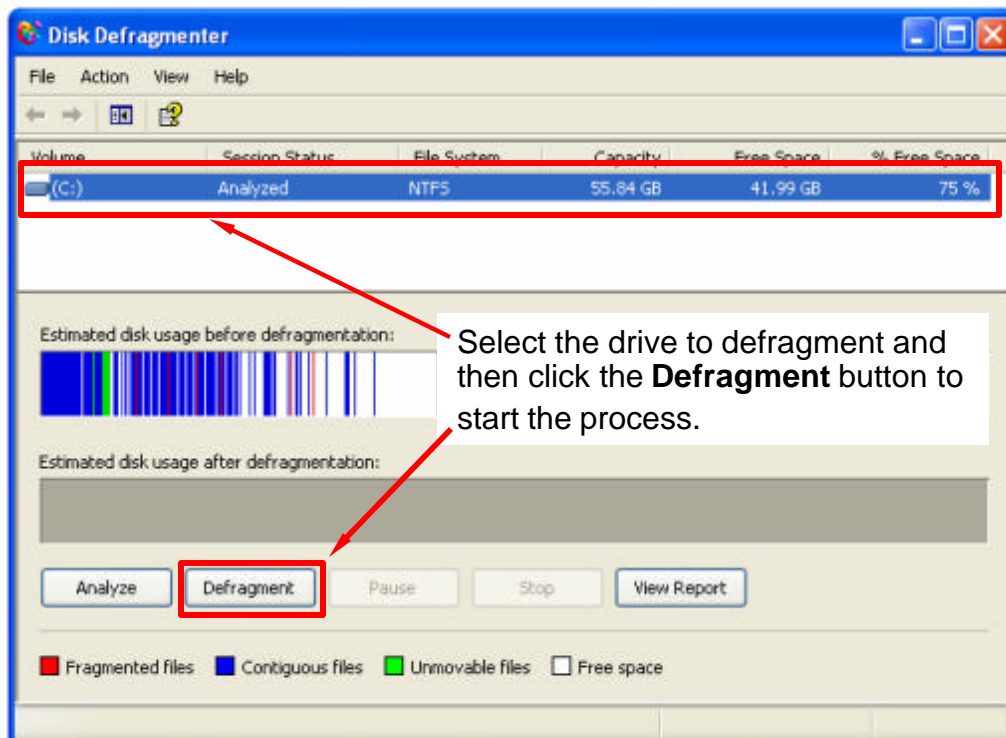 Disk Defragmenter
File Action View Help
Volume Session Status File System Capacity Free Space % Free Space
(C:) Analyzed NTFS 55.84 GB 41.99 GB 75 %
Estimated disk usage before defragmentation:
Select the drive to defragment and
then click the Defragment button to
start the process.
Estimated disk usage after defragmentation:
Analyze Defragment Pause Stop View Report
Fragmented files Contiguous files Unmovable files Free space